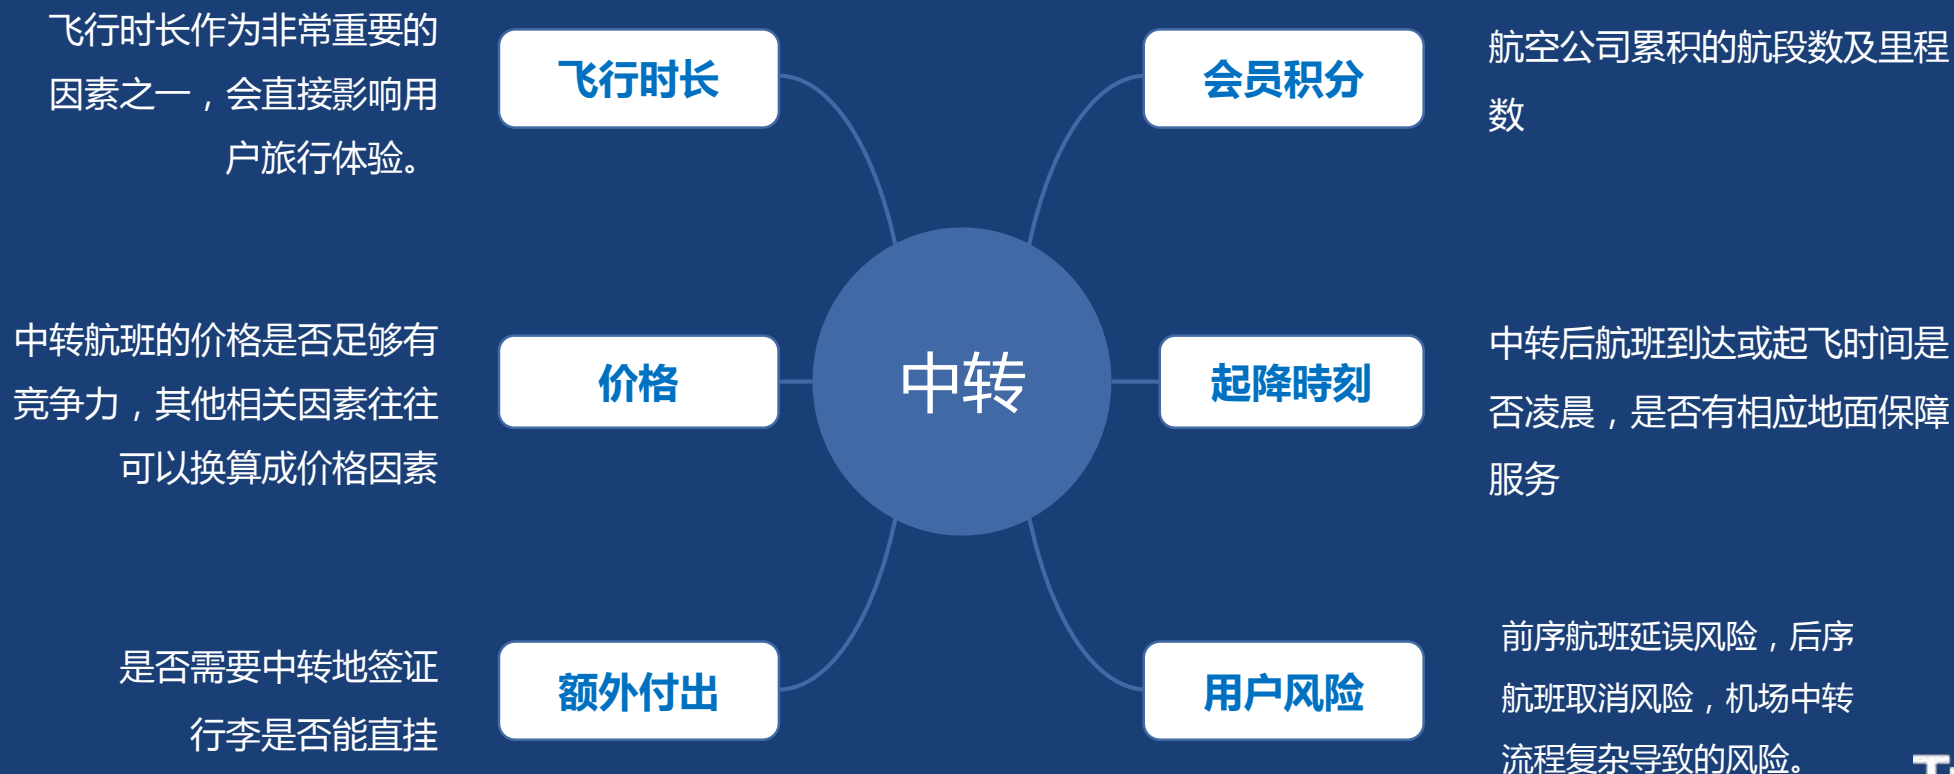 飞行时长作为非常重要的
因素之一，会直接影响用
户旅行体验。
飞行时长
中转航班的价格是否足够有
竞争力，其他相关因素往往
可以换算成价格因素
价格
是否需要中转地签证
行李是否能直挂
额外付出
中转
会员积分
航空公司累积的航段数及里程
数
起降時刻
中转后航班到达或起飞时间是
否凌晨，是否有相应地面保障
服务
用户风险
前序航班延误风险，后序
航班取消风险，机场中转
流程复杂导致的风险。